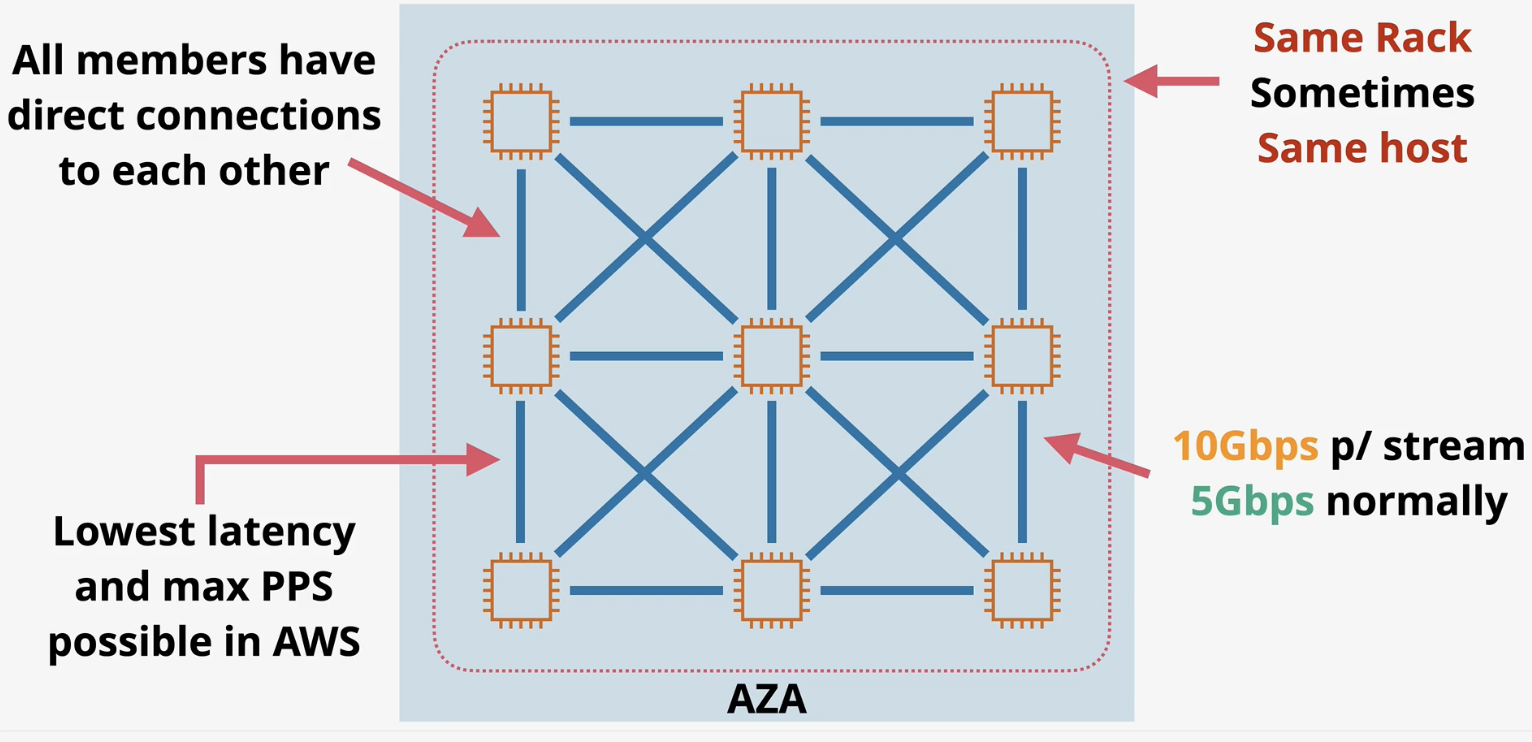 All members have
direct connections
to each other
Same Rack
Sometimes
Same host
10Gbps p/ stream
5Gbps normally
Lowest latency
and max PPS
possible in AWS
AZA